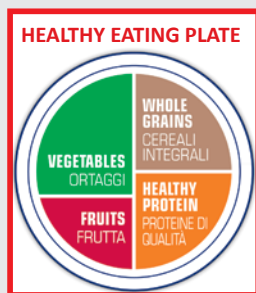 HEALTHY EATING PLATE
VEGETABLES
ORTAGGI
WHOLE
GRAINS
CEREALI
INTEGRALI
FRUITS
FRUTTA
HEALTHY
PROTEIN
PROTEINE DI
QUALITÀ